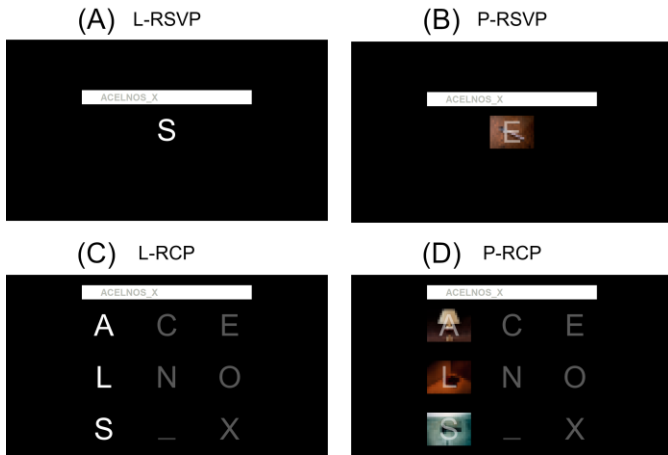 (A) L-RSVP
(B) P-RSVP
ACELNOS_X
ACELNOS_X
S
E
(C) L-RCP
(D) P-RCP
ACELNOS_X
ACELNOS_X
A C E
A C E
L N O
L N O
S _ X
S _ X